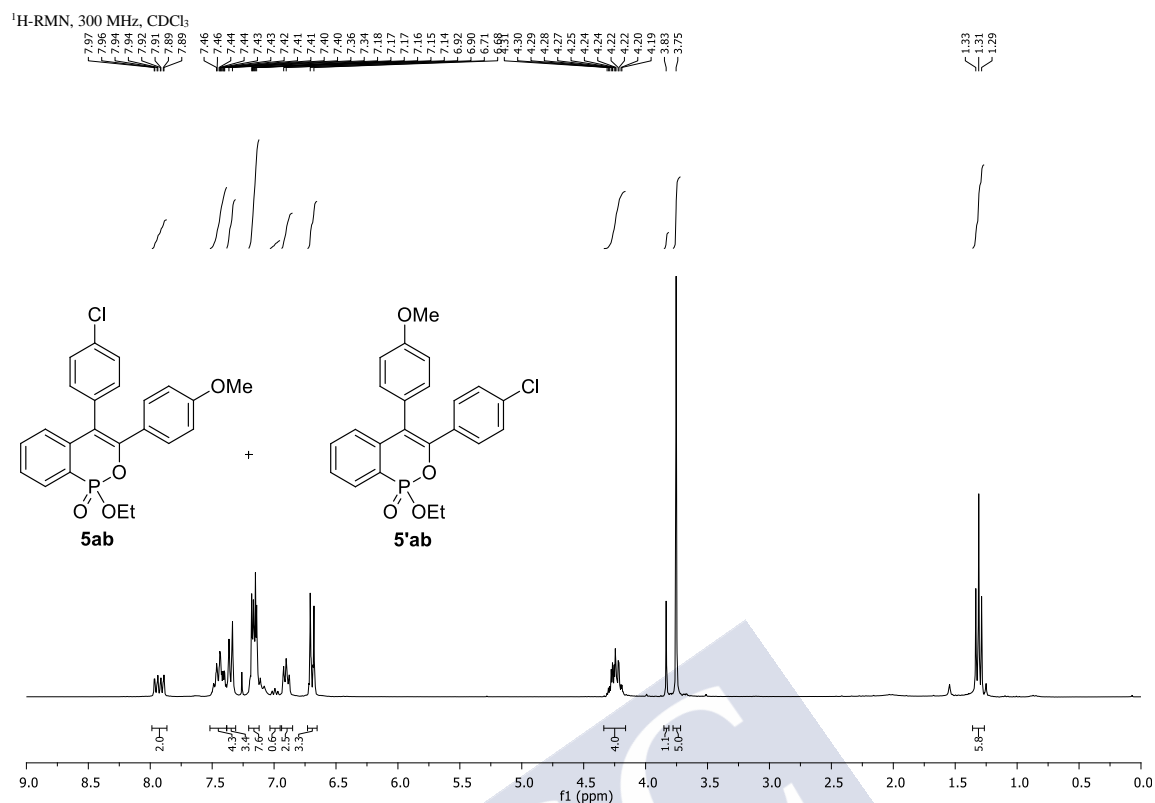 ¹H-RMN, 300 MHz, CDCl₃
7.97 7.96 7.94 7.94 7.92 7.91 7.89 7.89 7.46 7.46 7.44 7.44 7.43 7.43 7.42 7.41 7.41 7.40 7.40 7.36 7.34 7.18 7.17 7.17 7.16 7.15 7.14 6.92 6.90 6.71 6.68 4.31 4.30 4.29 4.28 4.27 4.25 4.24 4.24 4.22 4.22 4.20 4.19 3.83 3.75 1.33 1.31 1.29
Cl
OMe
OMe
Cl
O
P
O
OEt
5ab
+
O
P
O
OEt
5'ab
2.0 4.3 3.4 7.6 0.6 2.5 3.3 4.0 1.1 5.0 5.8
9.0 8.5 8.0 7.5 7.0 6.5 6.0 5.5 5.0 4.5 4.0 3.5 3.0 2.5 2.0 1.5 1.0 0.5 0.0
f1 (ppm)